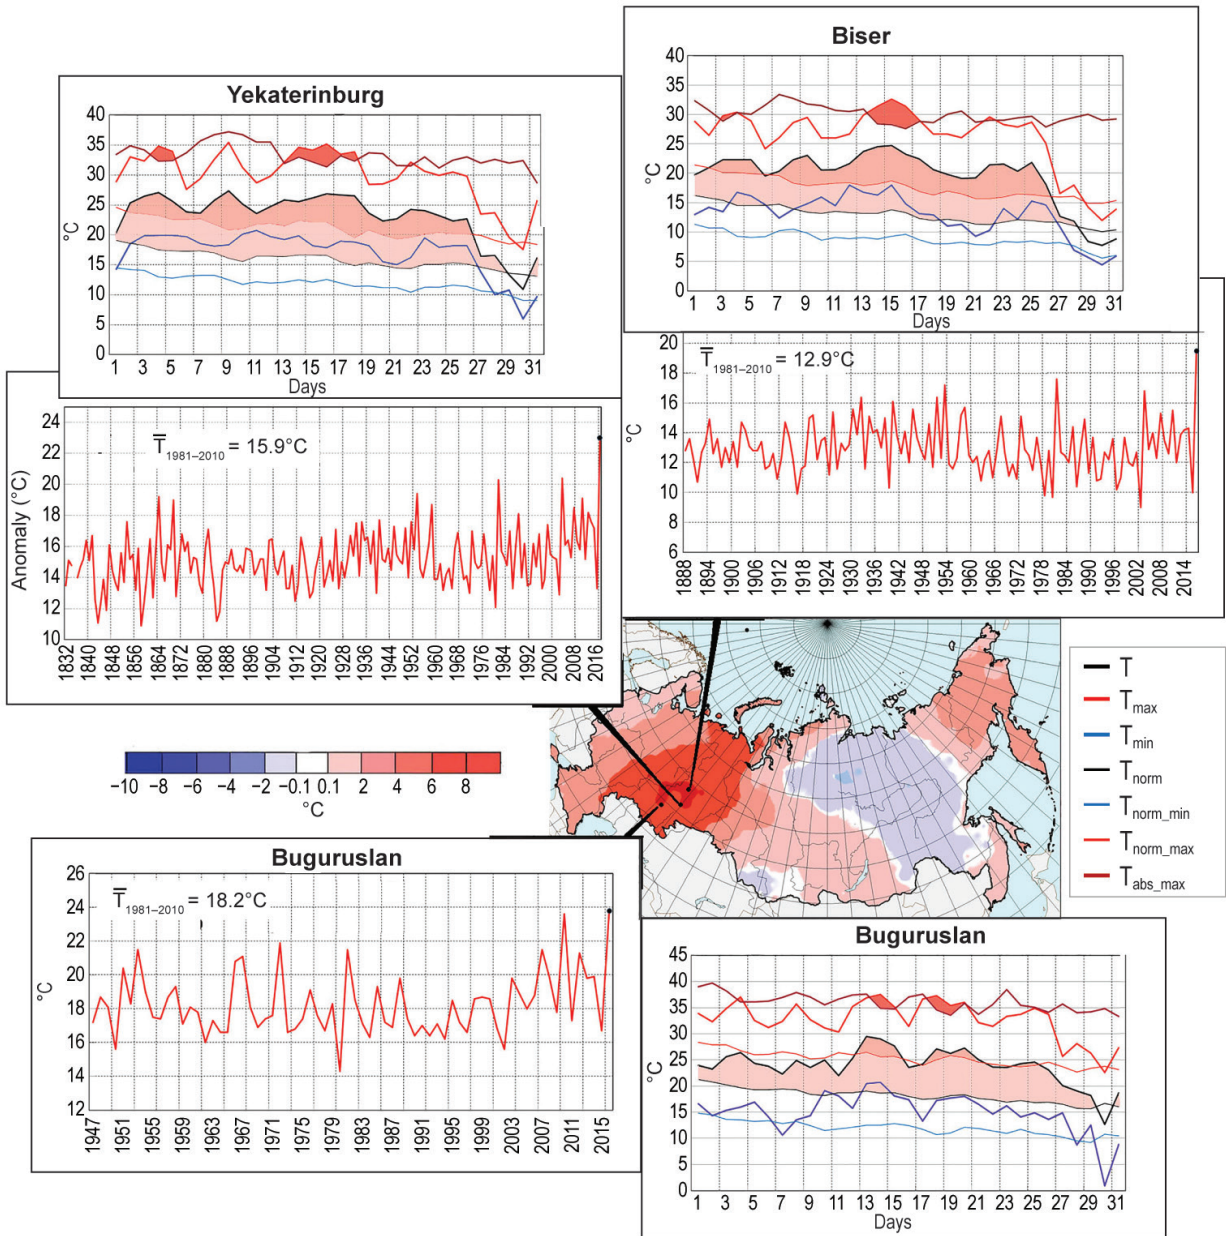 Yekaterinburg
40
35
30
25
20
15
10
5
0
°C
1 3 5 7 9 11 13 15 17 19 21 23 25 27 29 31
Days
Biser
40
35
30
25
20
15
10
5
0
°C
1 3 5 7 9 11 13 15 17 19 21 23 25 27 29 31
Days
24
22
20
18
16
14
12
10
Anomaly (°C)
T̅1981–2010 = 15.9°C
1832 1840 1848 1856 1864 1872 1880 1888 1896 1904 1912 1920 1928 1936 1944 1952 1960 1968 1976 1984 1992 2000 2008 2016
20
18
16
14
12
10
8
6
°C
T̅1981–2010 = 12.9°C
1888 1894 1900 1906 1912 1918 1924 1930 1936 1942 1948 1954 1960 1966 1972 1978 1984 1990 1996 2002 2008 2014
−10 −8 −6 −4 −2 −0.1 0.1 2 4 6 8
°C
T
Tmax
Tmin
Tnorm
Tnorm_min
Tnorm_max
Tabs_max
Buguruslan
26
24
22
20
18
16
14
12
°C
T̅1981–2010 = 18.2°C
1947 1951 1955 1959 1963 1967 1971 1975 1979 1983 1987 1991 1995 1999 2003 2007 2011 2015
Buguruslan
45
40
35
30
25
20
15
10
5
0
°C
1 3 5 7 9 11 13 15 17 19 21 23 25 27 29 31
Days